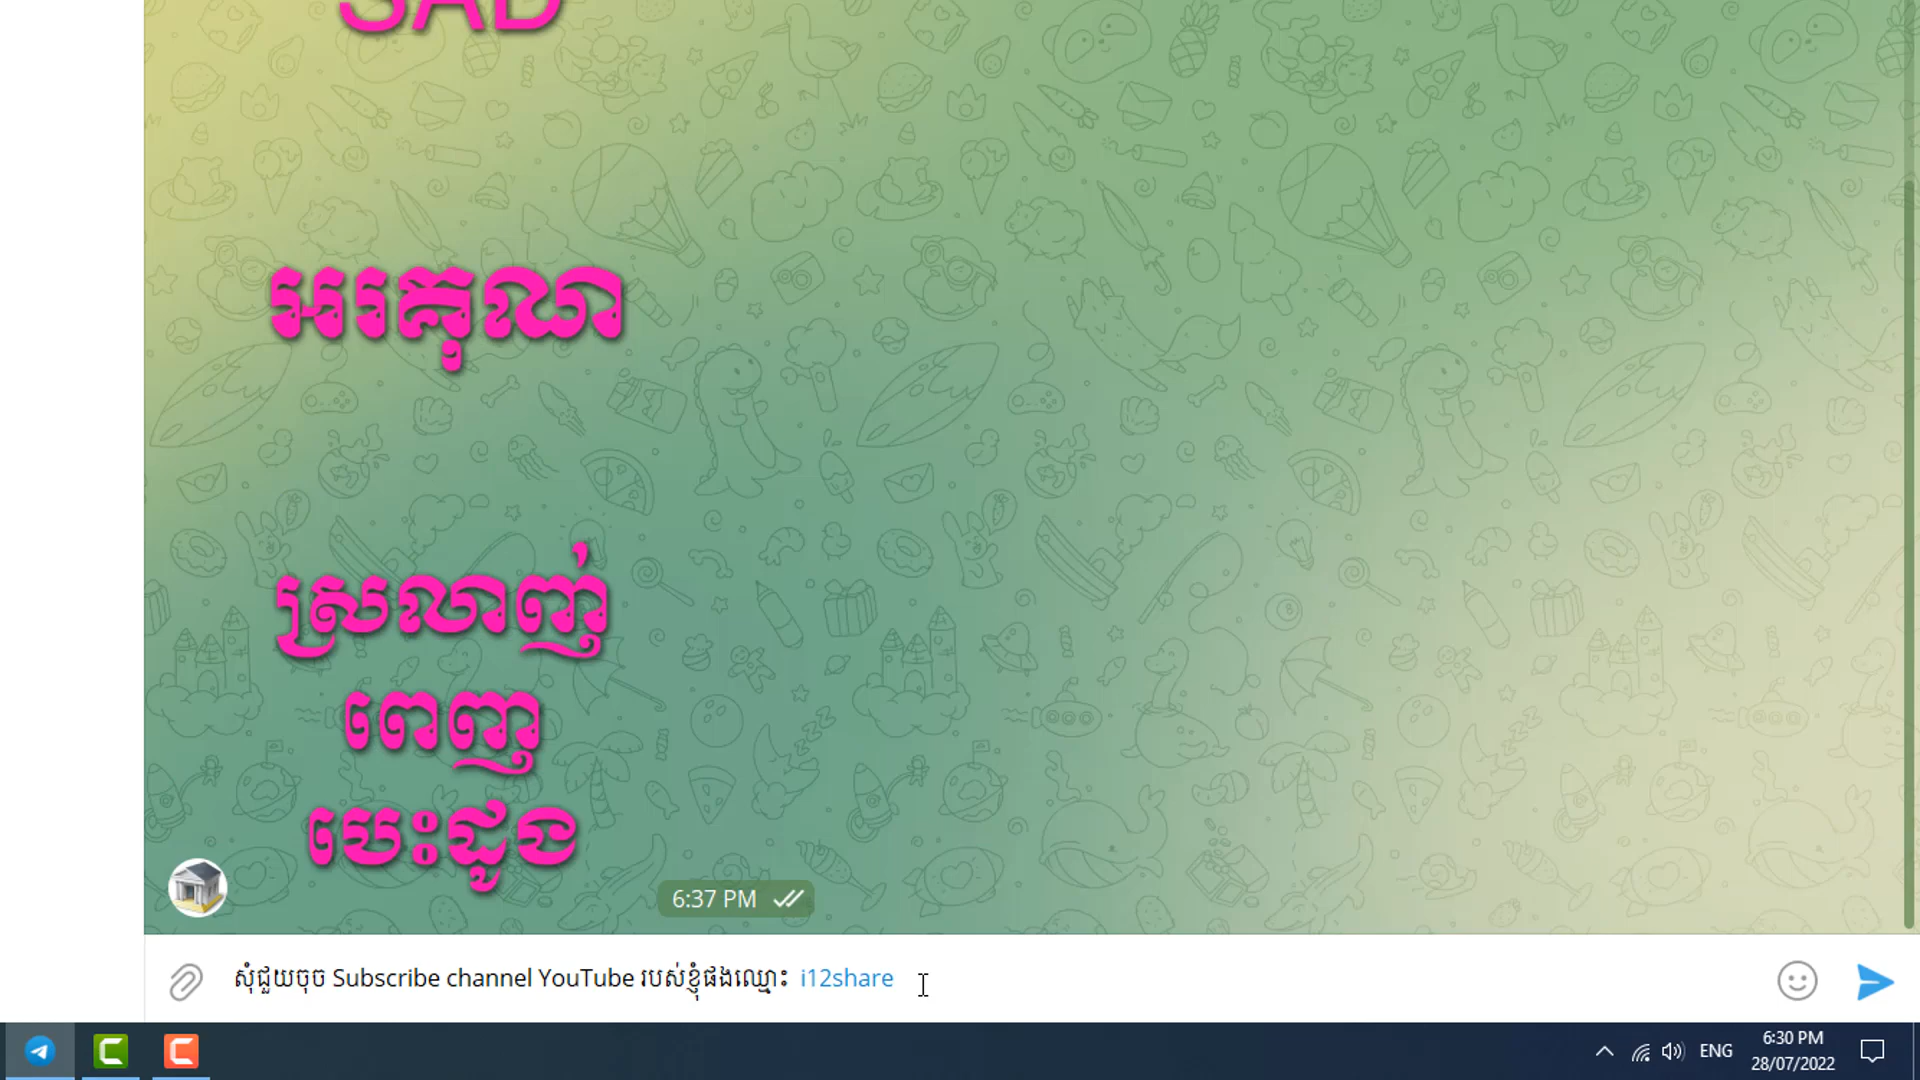 SAD
អរគុណ
ស្រលាញ់
ពេញ
បេះដូង
6:37 PM
សុំជួយចុច Subscribe channel YouTube របស់ខ្ញុំផងឈ្មោះ i12share
ENG
6:30 PM
28/07/2022